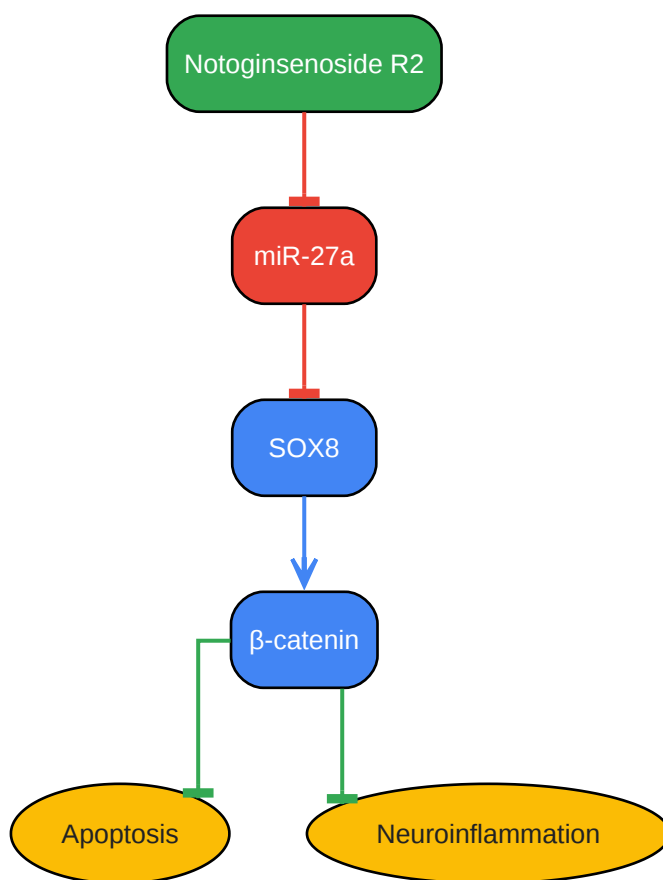 Notoginsenoside R2
miR-27a
SOX8
β-catenin
Apoptosis
Neuroinflammation